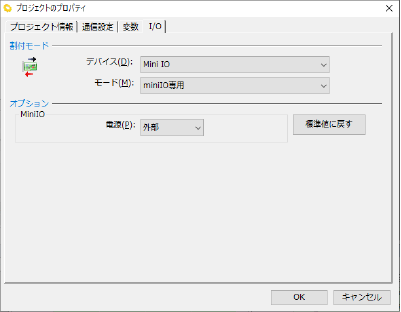 プロジェクトのプロパティ
プロジェクト情報 通信設定 変数 I/O
割付モード
デバイス(D): Mini IO
モード(M): miniIO専用
オプション
MiniIO
電源(P): 外部 標準値に戻す
OK キャンセル